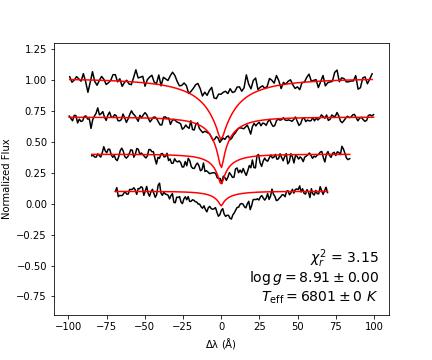 1.25
1.00
0.75
0.50
0.25
0.00
−0.25
−0.50
−0.75
Normalized Flux
χ²ᵣ = 3.15
log g = 8.91 ± 0.00
T_eff = 6801 ± 0 K
−100 −75 −50 −25 0 25 50 75 100
Δλ (Å)